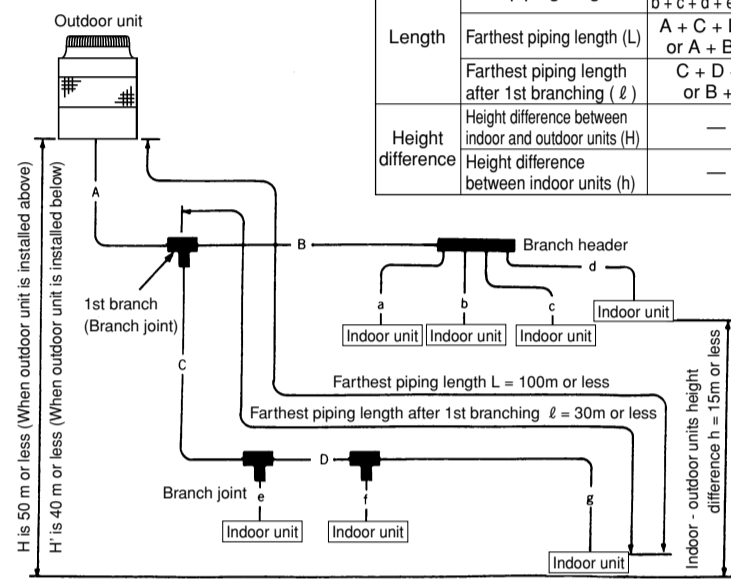 Outdoor unit
b + c + d + e
Length
Farthest piping length (L)
A + C +
or A + B
Farthest piping length
after 1st branching ( ℓ )
C + D
or B +
Height
difference
Height difference between
indoor and outdoor units (H)
—
Height difference
between indoor units (h)
—
H is 50 m or less (When outdoor unit is installed above)
H' is 40 m or less (When outdoor unit is installed below)
A
B
Branch header
d
1st branch
(Branch joint)
a
b
c
Indoor unit
Indoor unit
Indoor unit
Indoor unit
C
Farthest piping length L = 100m or less
Farthest piping length after 1st branching ℓ = 30m or less
Indoor - outdoor units height
difference h = 15m or less
D
Branch joint
e
f
g
Indoor unit
Indoor unit
Indoor unit